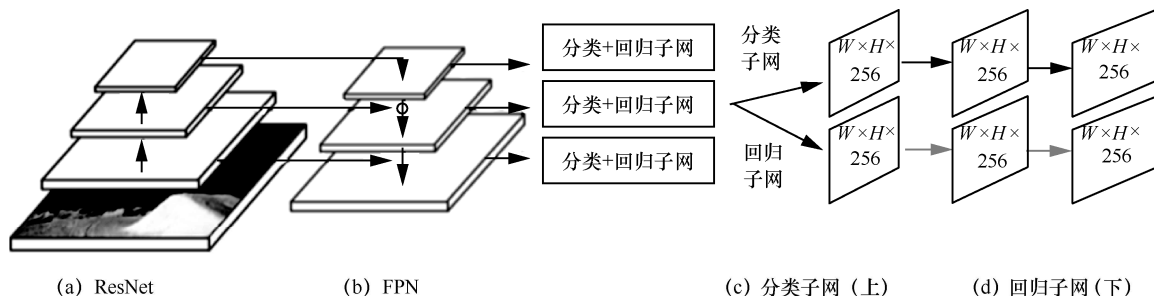 分类+回归子网
分类+回归子网
分类+回归子网
分类
子网
回归
子网
W×H×
256
W×H×
256
W×H×
256
W×H×
256
W×H×
256
W×H×
256
(a) ResNet
(b) FPN
(c) 分类子网(上)
(d) 回归子网(下)